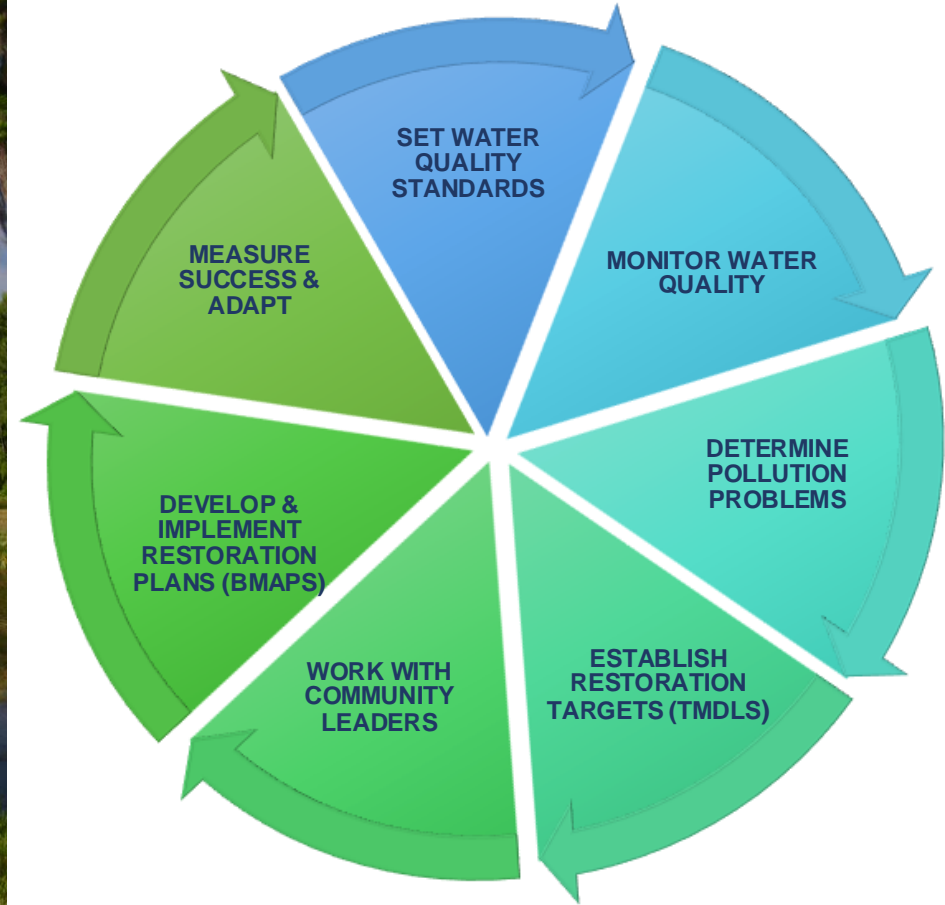 SET WATER
QUALITY
STANDARDS
MONITOR WATER
QUALITY
DETERMINE
POLLUTION
PROBLEMS
ESTABLISH
RESTORATION
TARGETS (TMDLS)
WORK WITH
COMMUNITY
LEADERS
DEVELOP &
IMPLEMENT
RESTORATION
PLANS (BMAPS)
MEASURE
SUCCESS &
ADAPT